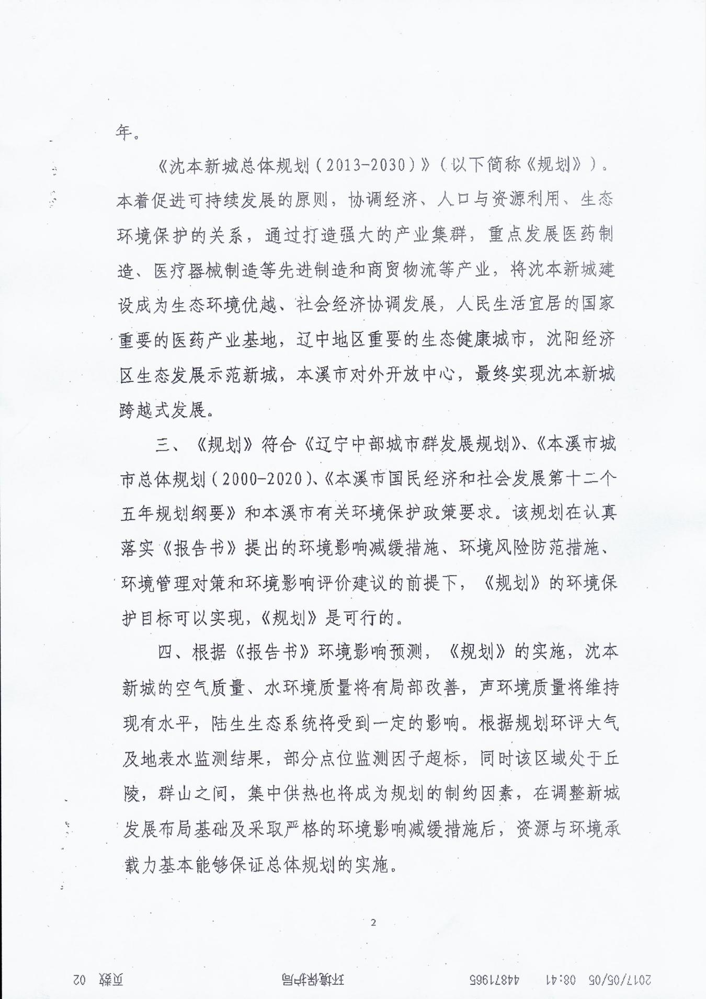 年。
《沈本新城总体规划(2013-2030)》(以下简称《规划》)。
本着促进可持续发展的原则，协调经济、人口与资源利用、生态
环境保护的关系，通过打造强大的产业集群，重点发展医药制
造、医疗器械制造等先进制造和商贸物流等产业，将沈本新城建
设成为生态环境优越、社会经济协调发展，人民生活宜居的国家
重要的医药产业基地，辽中地区重要的生态健康城市，沈阳经济
区生态发展示范新城，本溪市对外开放中心，最终实现沈本新城
跨越式发展。
三、《规划》符合《辽宁中部城市群发展规划》、《本溪市城
市总体规划(2000-2020)、《本溪市国民经济和社会发展第十二个
五年规划纲要》和本溪市有关环境保护政策要求。该规划在认真
落实《报告书》提出的环境影响减缓措施、环境风险防范措施、
环境管理对策和环境影响评价建议的前提下，《规划》的环境保
护目标可以实现，《规划》是可行的。
四、根据《报告书》环境影响预测，《规划》的实施，沈本
新城的空气质量、水环境质量将有局部改善，声环境质量将维持
现有水平，陆生生态系统将受到一定的影响。根据规划环评大气
及地表水监测结果，部分点位监测因子超标，同时该区域处于丘
陵，群山之间，集中供热也将成为规划的制约因素，在调整新城
发展布局基础及采取严格的环境影响减缓措施后，资源与环境承
载力基本能够保证总体规划的实施。
2
2017/05/05 08:41 44871965 环境保护局 页数 02